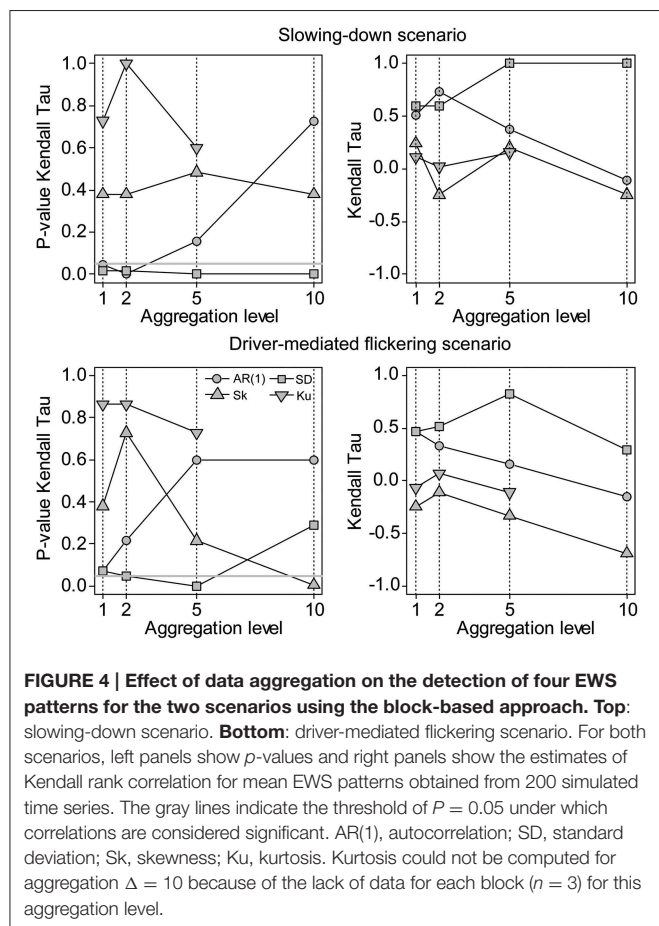 Slowing-down scenario
P-value Kendall Tau
1.0
0.8
0.6
0.4
0.2
0.0
1 2 5 10
Aggregation level
Kendall Tau
1.0
0.5
0.0
-0.5
-1.0
1 2 5 10
Aggregation level
Driver-mediated flickering scenario
P-value Kendall Tau
1.0
0.8
0.6
0.4
0.2
0.0
AR(1) SD
Sk Ku
1 2 5 10
Aggregation level
Kendall Tau
1.0
0.5
0.0
-0.5
-1.0
1 2 5 10
Aggregation level
FIGURE 4 | Effect of data aggregation on the detection of four EWS
patterns for the two scenarios using the block-based approach. Top:
slowing-down scenario. Bottom: driver-mediated flickering scenario. For both
scenarios, left panels show p-values and right panels show the estimates of
Kendall rank correlation for mean EWS patterns obtained from 200 simulated
time series. The gray lines indicate the threshold of P = 0.05 under which
correlations are considered significant. AR(1), autocorrelation; SD, standard
deviation; Sk, skewness; Ku, kurtosis. Kurtosis could not be computed for
aggregation Δ = 10 because of the lack of data for each block (n = 3) for this
aggregation level.